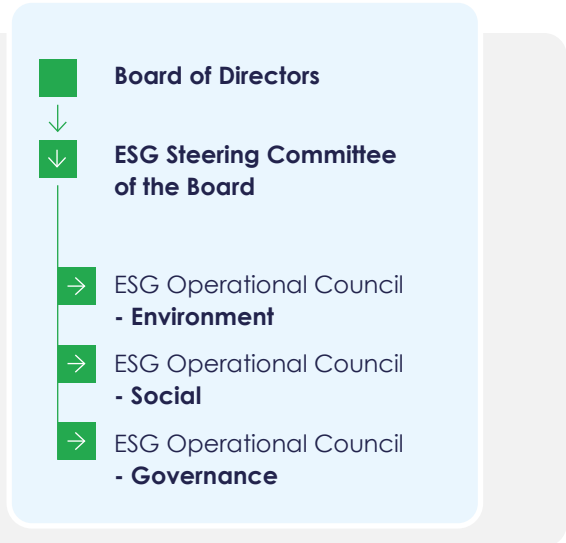 Board of Directors
ESG Steering Committee
of the Board
ESG Operational Council
- Environment
ESG Operational Council
- Social
ESG Operational Council
- Governance